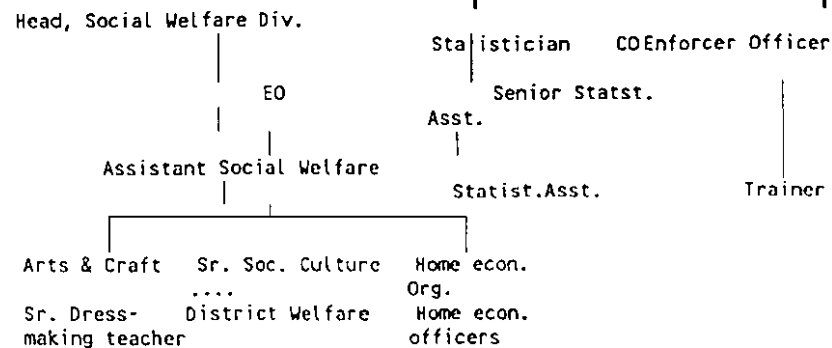 Head, Social Welfare Div.
Statistician COEnforcer Officer
EO Senior Statst.
Asst.
Assistant Social Welfare
Statist.Asst. Trainer
Arts & Craft Sr. Soc. Culture Home econ.
.... Org.
Sr. Dress- District Welfare Home econ.
making teacher officers